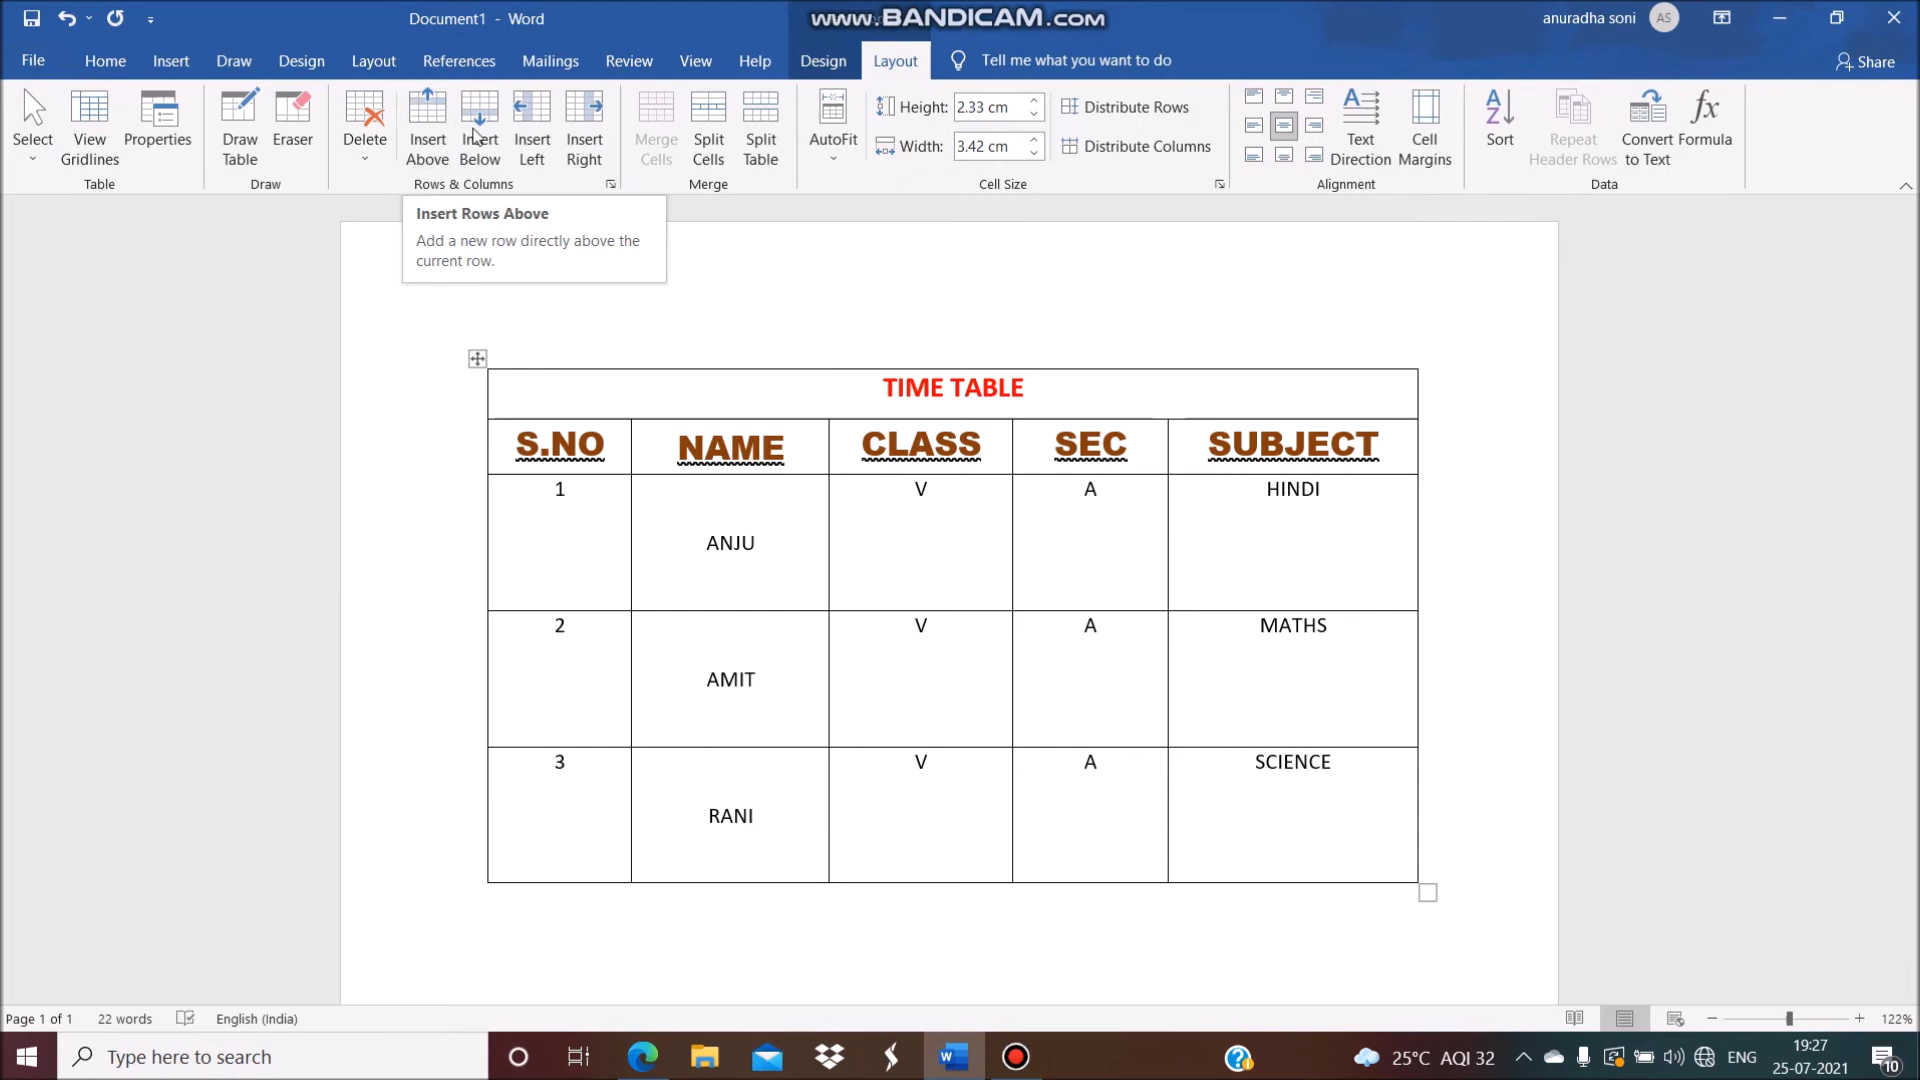 Document1 - Word
www.BANDICAM.com
anuradha soni
AS
File
Home
Insert
Draw
Design
Layout
References
Mailings
Review
View
Help
Design
Layout
Tell me what you want to do
Share
Select
View Gridlines
Properties
Draw Table
Eraser
Delete
Insert Above
Insert Below
Insert Left
Insert Right
Merge Cells
Split Cells
Split Table
AutoFit
Height: 2.33 cm
Width: 3.42 cm
Distribute Rows
Distribute Columns
Text Direction
Cell Margins
Sort
Repeat Header Rows
Convert to Text
Formula
Table
Draw
Rows & Columns
Merge
Cell Size
Alignment
Data
Insert Rows Above
Add a new row directly above the
current row.
TIME TABLE
S.NO NAME CLASS SEC SUBJECT
1 ANJU V A HINDI
2 AMIT V A MATHS
3 RANI V A SCIENCE
Page 1 of 1
22 words
English (India)
122%
Type here to search
25°C AQI 32
ENG
19:27
25-07-2021
10